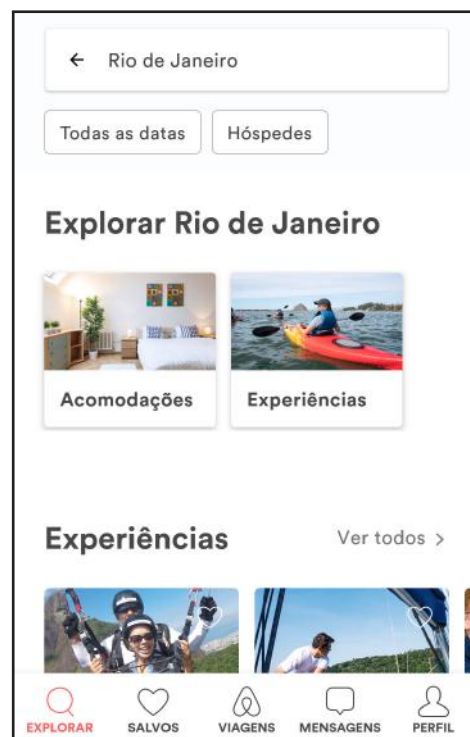 Rio de Janeiro
Todas as datas Hóspedes
Explorar Rio de Janeiro
Acomodações Experiências
Experiências Ver todos >
EXPLORAR SALVOS VIAGENS MENSAGENS PERFIL